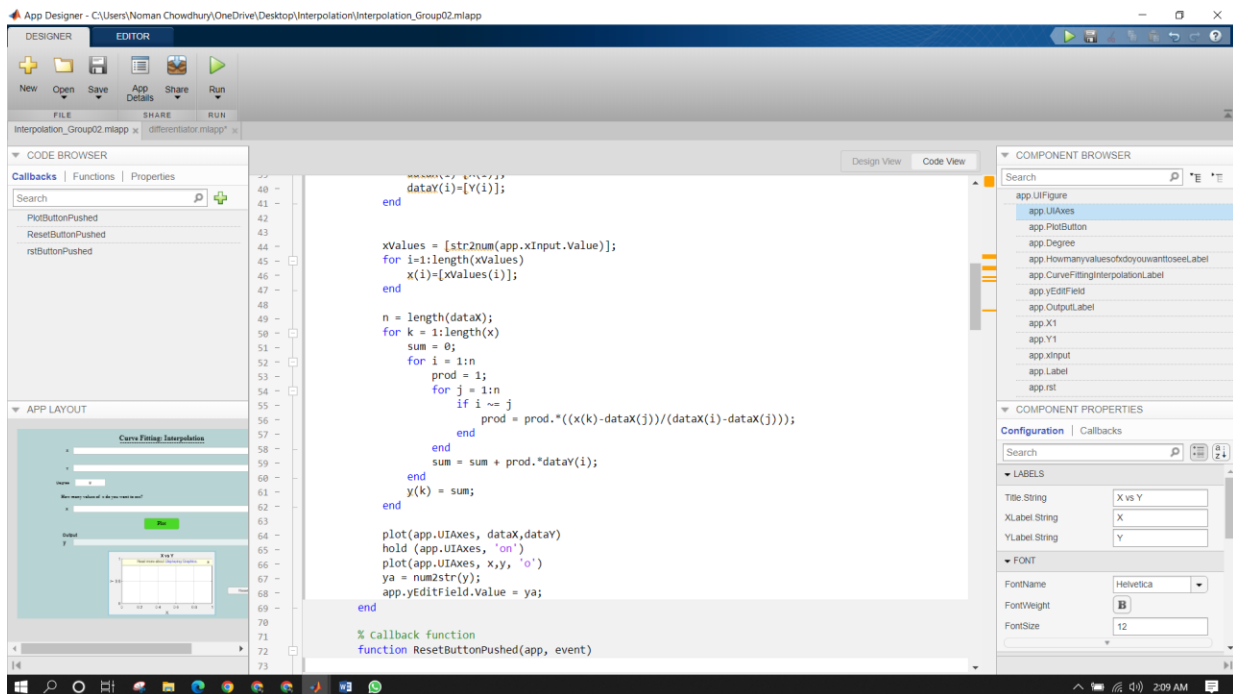 App Designer - C:\Users\Noman Chowdhury\OneDrive\Desktop\Interpolation\Interpolation_Group02.mlapp
DESIGNER EDITOR
New Open Save App Details Share Run
FILE SHARE RUN
Interpolation_Group02.mlapp differentiator.mlapp*
CODE BROWSER
Callbacks Functions Properties
Search
PlotButtonPushed
ResetButtonPushed
rstButtonPushed
APP LAYOUT
Curve Fitting: Interpolation
x
y
Degree
How many values of x do you want to see?
x
Plot
Output
y
X vs Y
X
Design View Code View
40 dataY(i)=[Y(i)];
41 end
42
43
44 xValues = [str2num(app.xInput.Value)];
45 for i=1:length(xValues)
46 x(i)=[xValues(i)];
47 end
48
49 n = length(dataX);
50 for k = 1:length(x)
51 sum = 0;
52 for i = 1:n
53 prod = 1;
54 for j = 1:n
55 if i ~= j
56 prod = prod.*((x(k)-dataX(j))/(dataX(i)-dataX(j)));
57 end
58 end
59 sum = sum + prod.*dataY(i);
60 end
61 y(k) = sum;
62 end
63
64 plot(app.UIAxes, dataX,dataY)
65 hold (app.UIAxes, 'on')
66 plot(app.UIAxes, x,y, 'o')
67 ya = num2str(y);
68 app.yEditField.Value = ya;
69 end
70
71 % Callback function
72 function ResetButtonPushed(app, event)
73
COMPONENT BROWSER
Search
app.UIFigure
app.UIAxes
app.PlotButton
app.Degree
app.HowmanyvaluesofxdoyouwanttoseeLabel
app.CurveFittingInterpolationLabel
app.yEditField
app.OutputLabel
app.X1
app.Y1
app.xInput
app.Label
app.rst
COMPONENT PROPERTIES
Configuration Callbacks
Search
LABELS
Title.String X vs Y
XLabel.String X
YLabel.String Y
FONT
FontName Helvetica
FontWeight B
FontSize 12
2:09 AM